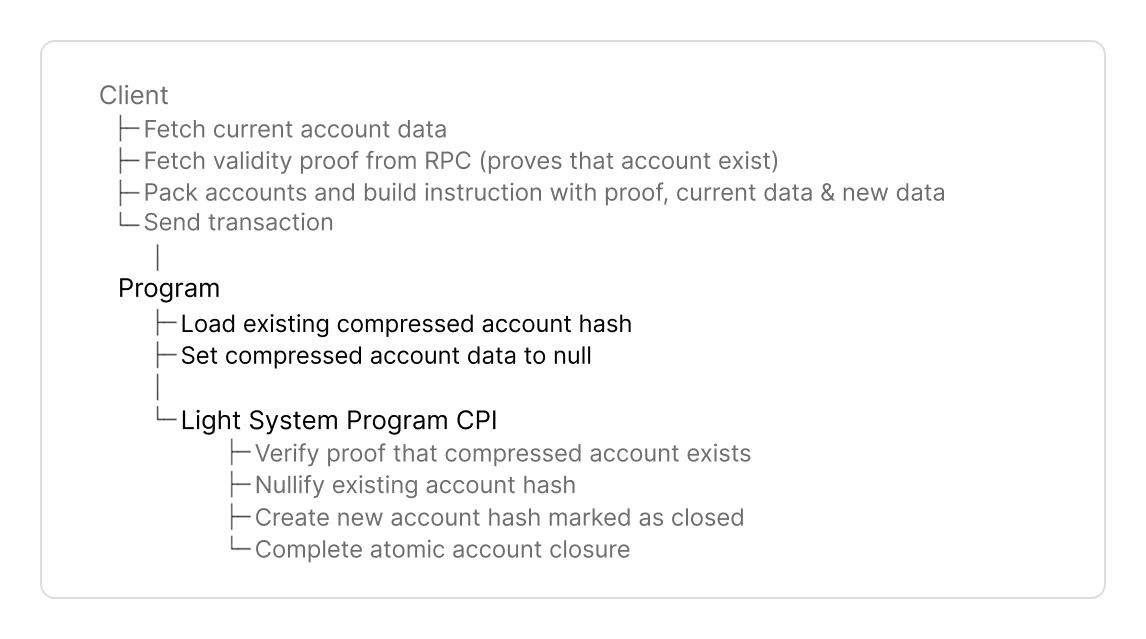 Client
├─ Fetch current account data
├─ Fetch validity proof from RPC (proves that account exist)
├─ Pack accounts and build instruction with proof, current data & new data
└─ Send transaction
│
Program
├─ Load existing compressed account hash
├─ Set compressed account data to null
│
└─ Light System Program CPI
├─ Verify proof that compressed account exists
├─ Nullify existing account hash
├─ Create new account hash marked as closed
└─ Complete atomic account closure